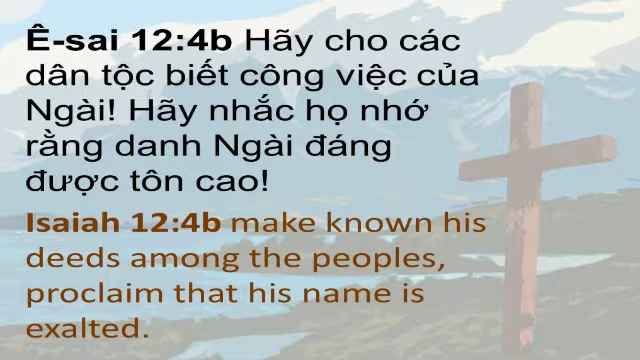 Ê-sai 12:4b Hãy cho các
dân tộc biết công việc của
Ngài! Hãy nhắc họ nhớ
rằng danh Ngài đáng
được tôn cao!
Isaiah 12:4b make known his
deeds among the peoples,
proclaim that his name is
exalted.